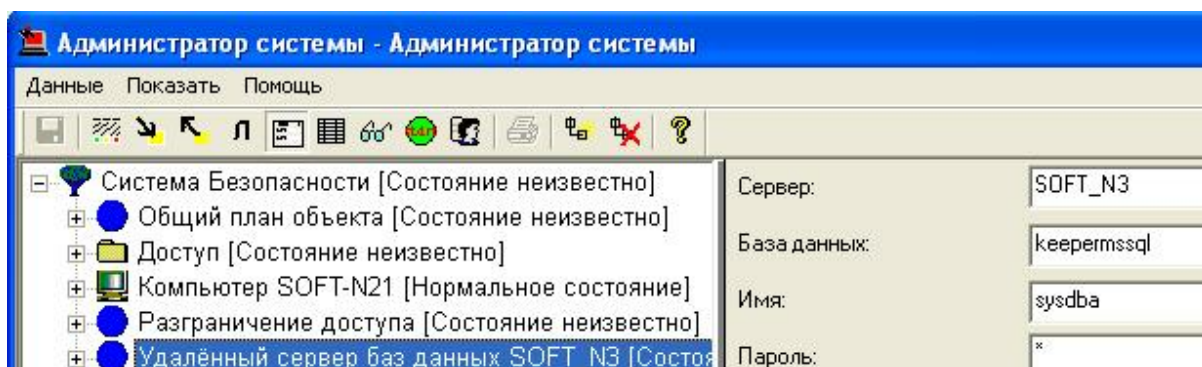 Администратор системы - Администратор системы
Данные Показать Помощь
Система Безопасности [Состояние неизвестно]
Общий план объекта [Состояние неизвестно]
Доступ [Состояние неизвестно]
Компьютер SOFT-N21 [Нормальное состояние]
Разграничение доступа [Состояние неизвестно]
Удалённый сервер баз данных SOFT_N3 [Состоя
Сервер: SOFT_N3
База данных: keepermssql
Имя: sysdba
Пароль: *